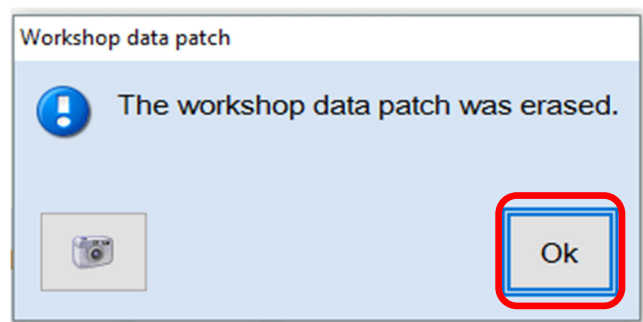 Workshop data patch
The workshop data patch was erased.
Ok